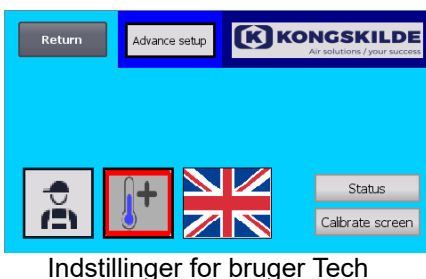 Return
Advance setup
K KONGSKILDE
Air solutions / your success
Status
Calibrate screen
Indstillinger for bruger Tech